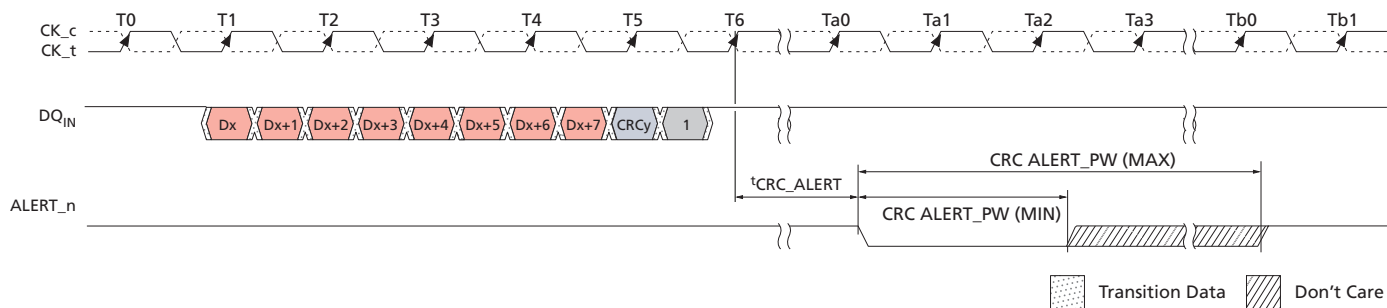 T0 T1 T2 T3 T4 T5 T6 Ta0 Ta1 Ta2 Ta3 Tb0 Tb1
CK_c
CK_t
DQIN
Dx Dx+1 Dx+2 Dx+3 Dx+4 Dx+5 Dx+6 Dx+7 CRCy 1
CRC ALERT_PW (MAX)
tCRC_ALERT
CRC ALERT_PW (MIN)
ALERT_n
Transition Data Don't Care